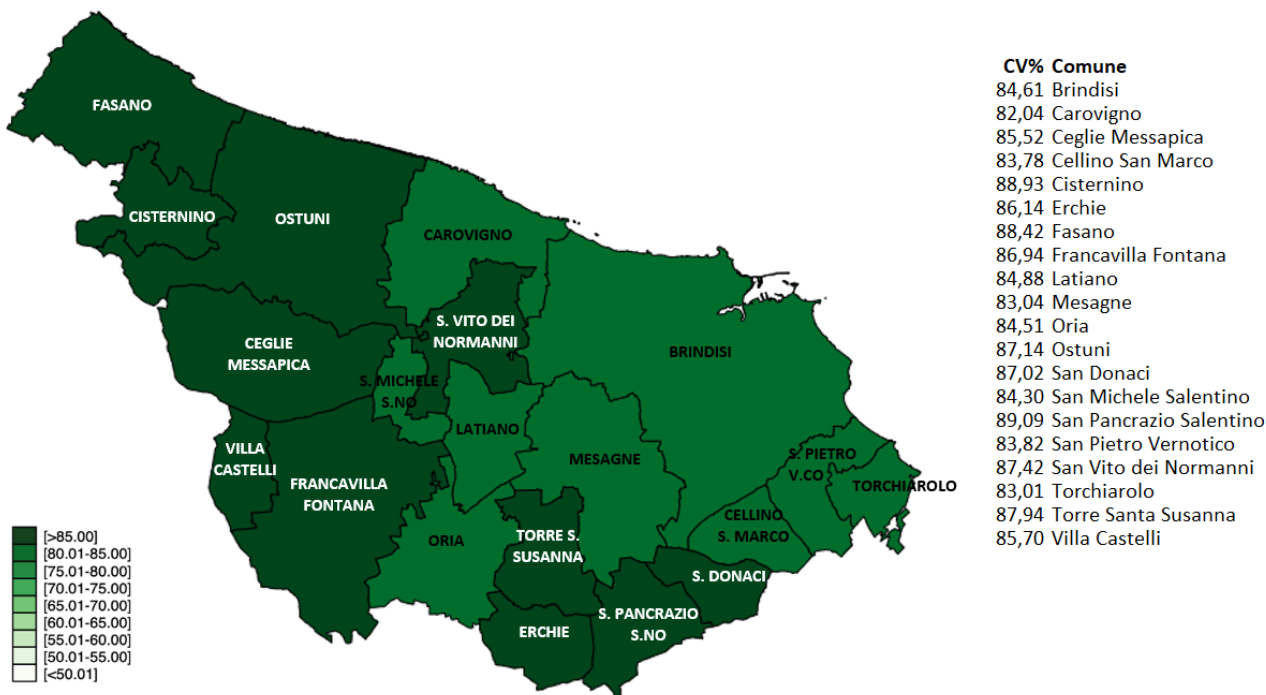 FASANO
CISTERNINO
OSTUNI
CAROVIGNO
S. VITO DEI
NORMANNI
CEGLIE
MESSAPICA
BRINDISI
S. MICHELE
S.NO
LATIANO
VILLA
CASTELLI
MESAGNE
FRANCAVILLA
FONTANA
S. PIETRO
V.CO
TORCHIAROLO
CELLINO
S. MARCO
ORIA
TORRE S.
SUSANNA
S. DONACI
S. PANCRAZIO
S.NO
ERCHIE
[>85.00]
[80.01-85.00]
[75.01-80.00]
[70.01-75.00]
[65.01-70.00]
[60.01-65.00]
[55.01-60.00]
[50.01-55.00]
[<50.01]
CV% Comune
84,61 Brindisi
82,04 Carovigno
85,52 Ceglie Messapica
83,78 Cellino San Marco
88,93 Cisternino
86,14 Erchie
88,42 Fasano
86,94 Francavilla Fontana
84,88 Latiano
83,04 Mesagne
84,51 Oria
87,14 Ostuni
87,02 San Donaci
84,30 San Michele Salentino
89,09 San Pancrazio Salentino
83,82 San Pietro Vernotico
87,42 San Vito dei Normanni
83,01 Torchiarolo
87,94 Torre Santa Susanna
85,70 Villa Castelli